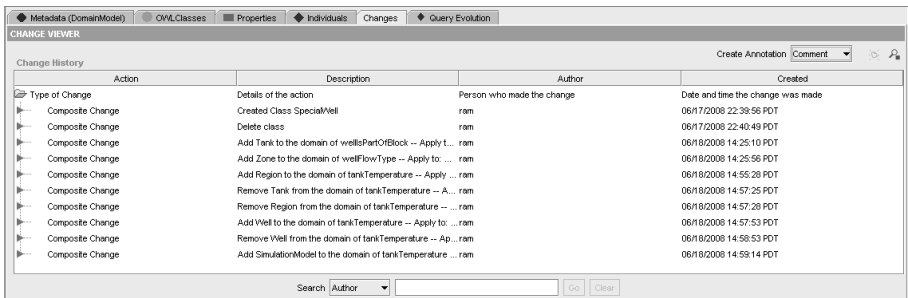 Metadata (DomainModel) OWLClasses Properties Individuals Changes Query Evolution
CHANGE VIEWER
Create Annotation Comment
Change History
Action Description Author Created
Type of Change Details of the action Person who made the change Date and time the change was made
Composite Change Created Class SpecialWell ram 06/17/2008 22:39:56 PDT
Composite Change Delete class ram 06/17/2008 22:40:49 PDT
Composite Change Add Tank to the domain of wellIsPartOfBlock -- Apply t... ram 06/18/2008 14:25:10 PDT
Composite Change Add Zone to the domain of wellFlowType -- Apply to: ... ram 06/18/2008 14:25:56 PDT
Composite Change Add Region to the domain of tankTemperature -- Apply ... ram 06/18/2008 14:55:28 PDT
Composite Change Remove Tank from the domain of tankTemperature -- A... ram 06/18/2008 14:57:25 PDT
Composite Change Remove Region from the domain of tankTemperature ... ram 06/18/2008 14:57:28 PDT
Composite Change Add Well to the domain of tankTemperature -- Apply to: ... ram 06/18/2008 14:57:53 PDT
Composite Change Remove Well from the domain of tankTemperature -- Ap... ram 06/18/2008 14:58:53 PDT
Composite Change Add SimulationModel to the domain of tankTemperature ... ram 06/18/2008 14:59:14 PDT
Search Author Go Clear